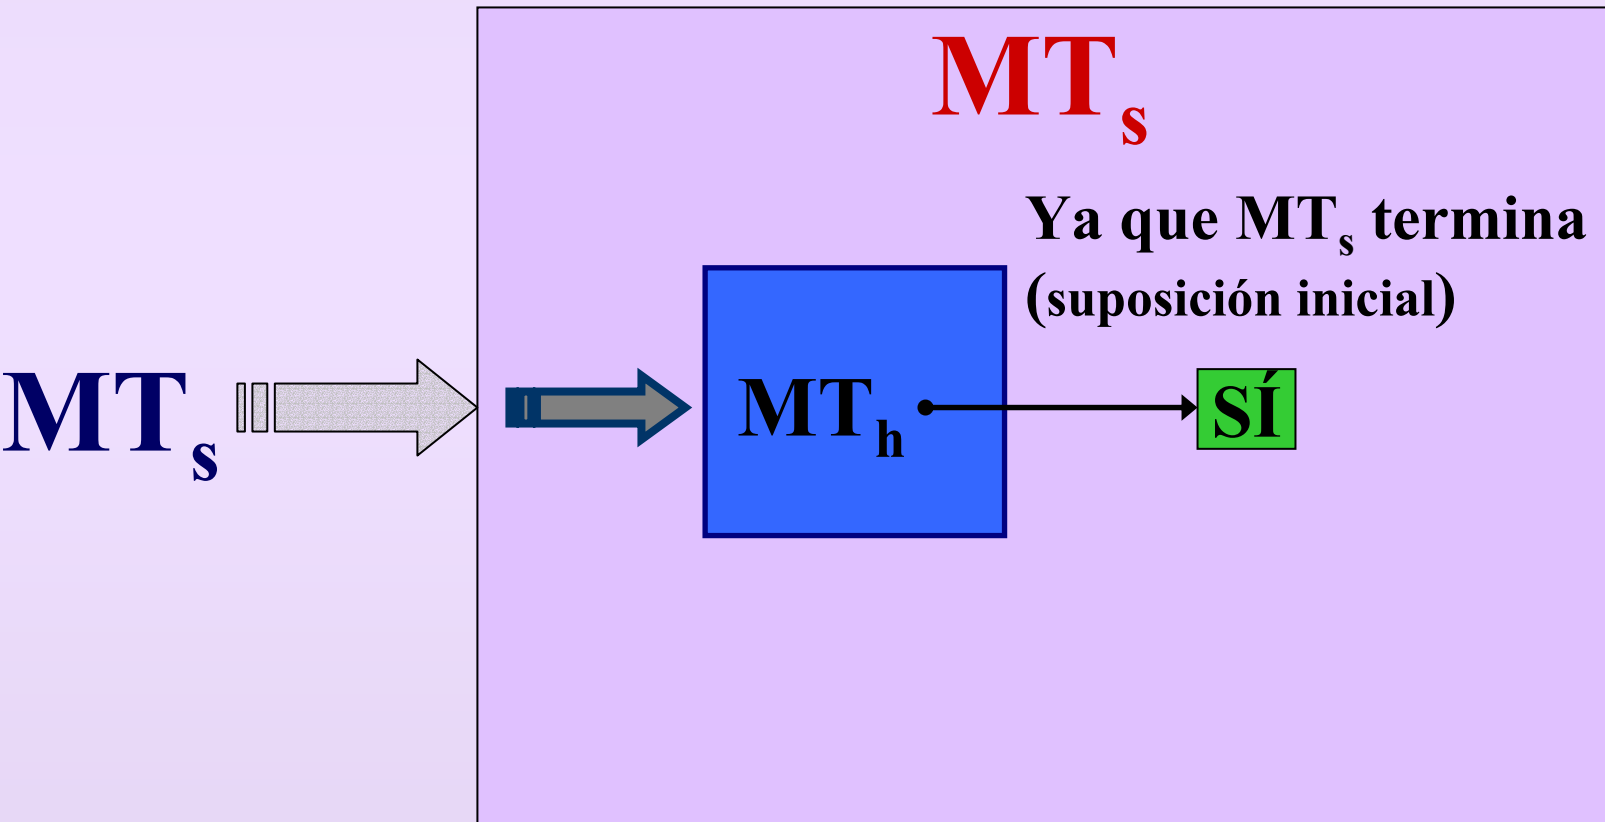 MTs
Ya que MTs termina
(suposición inicial)
MTs
MTh
SÍ